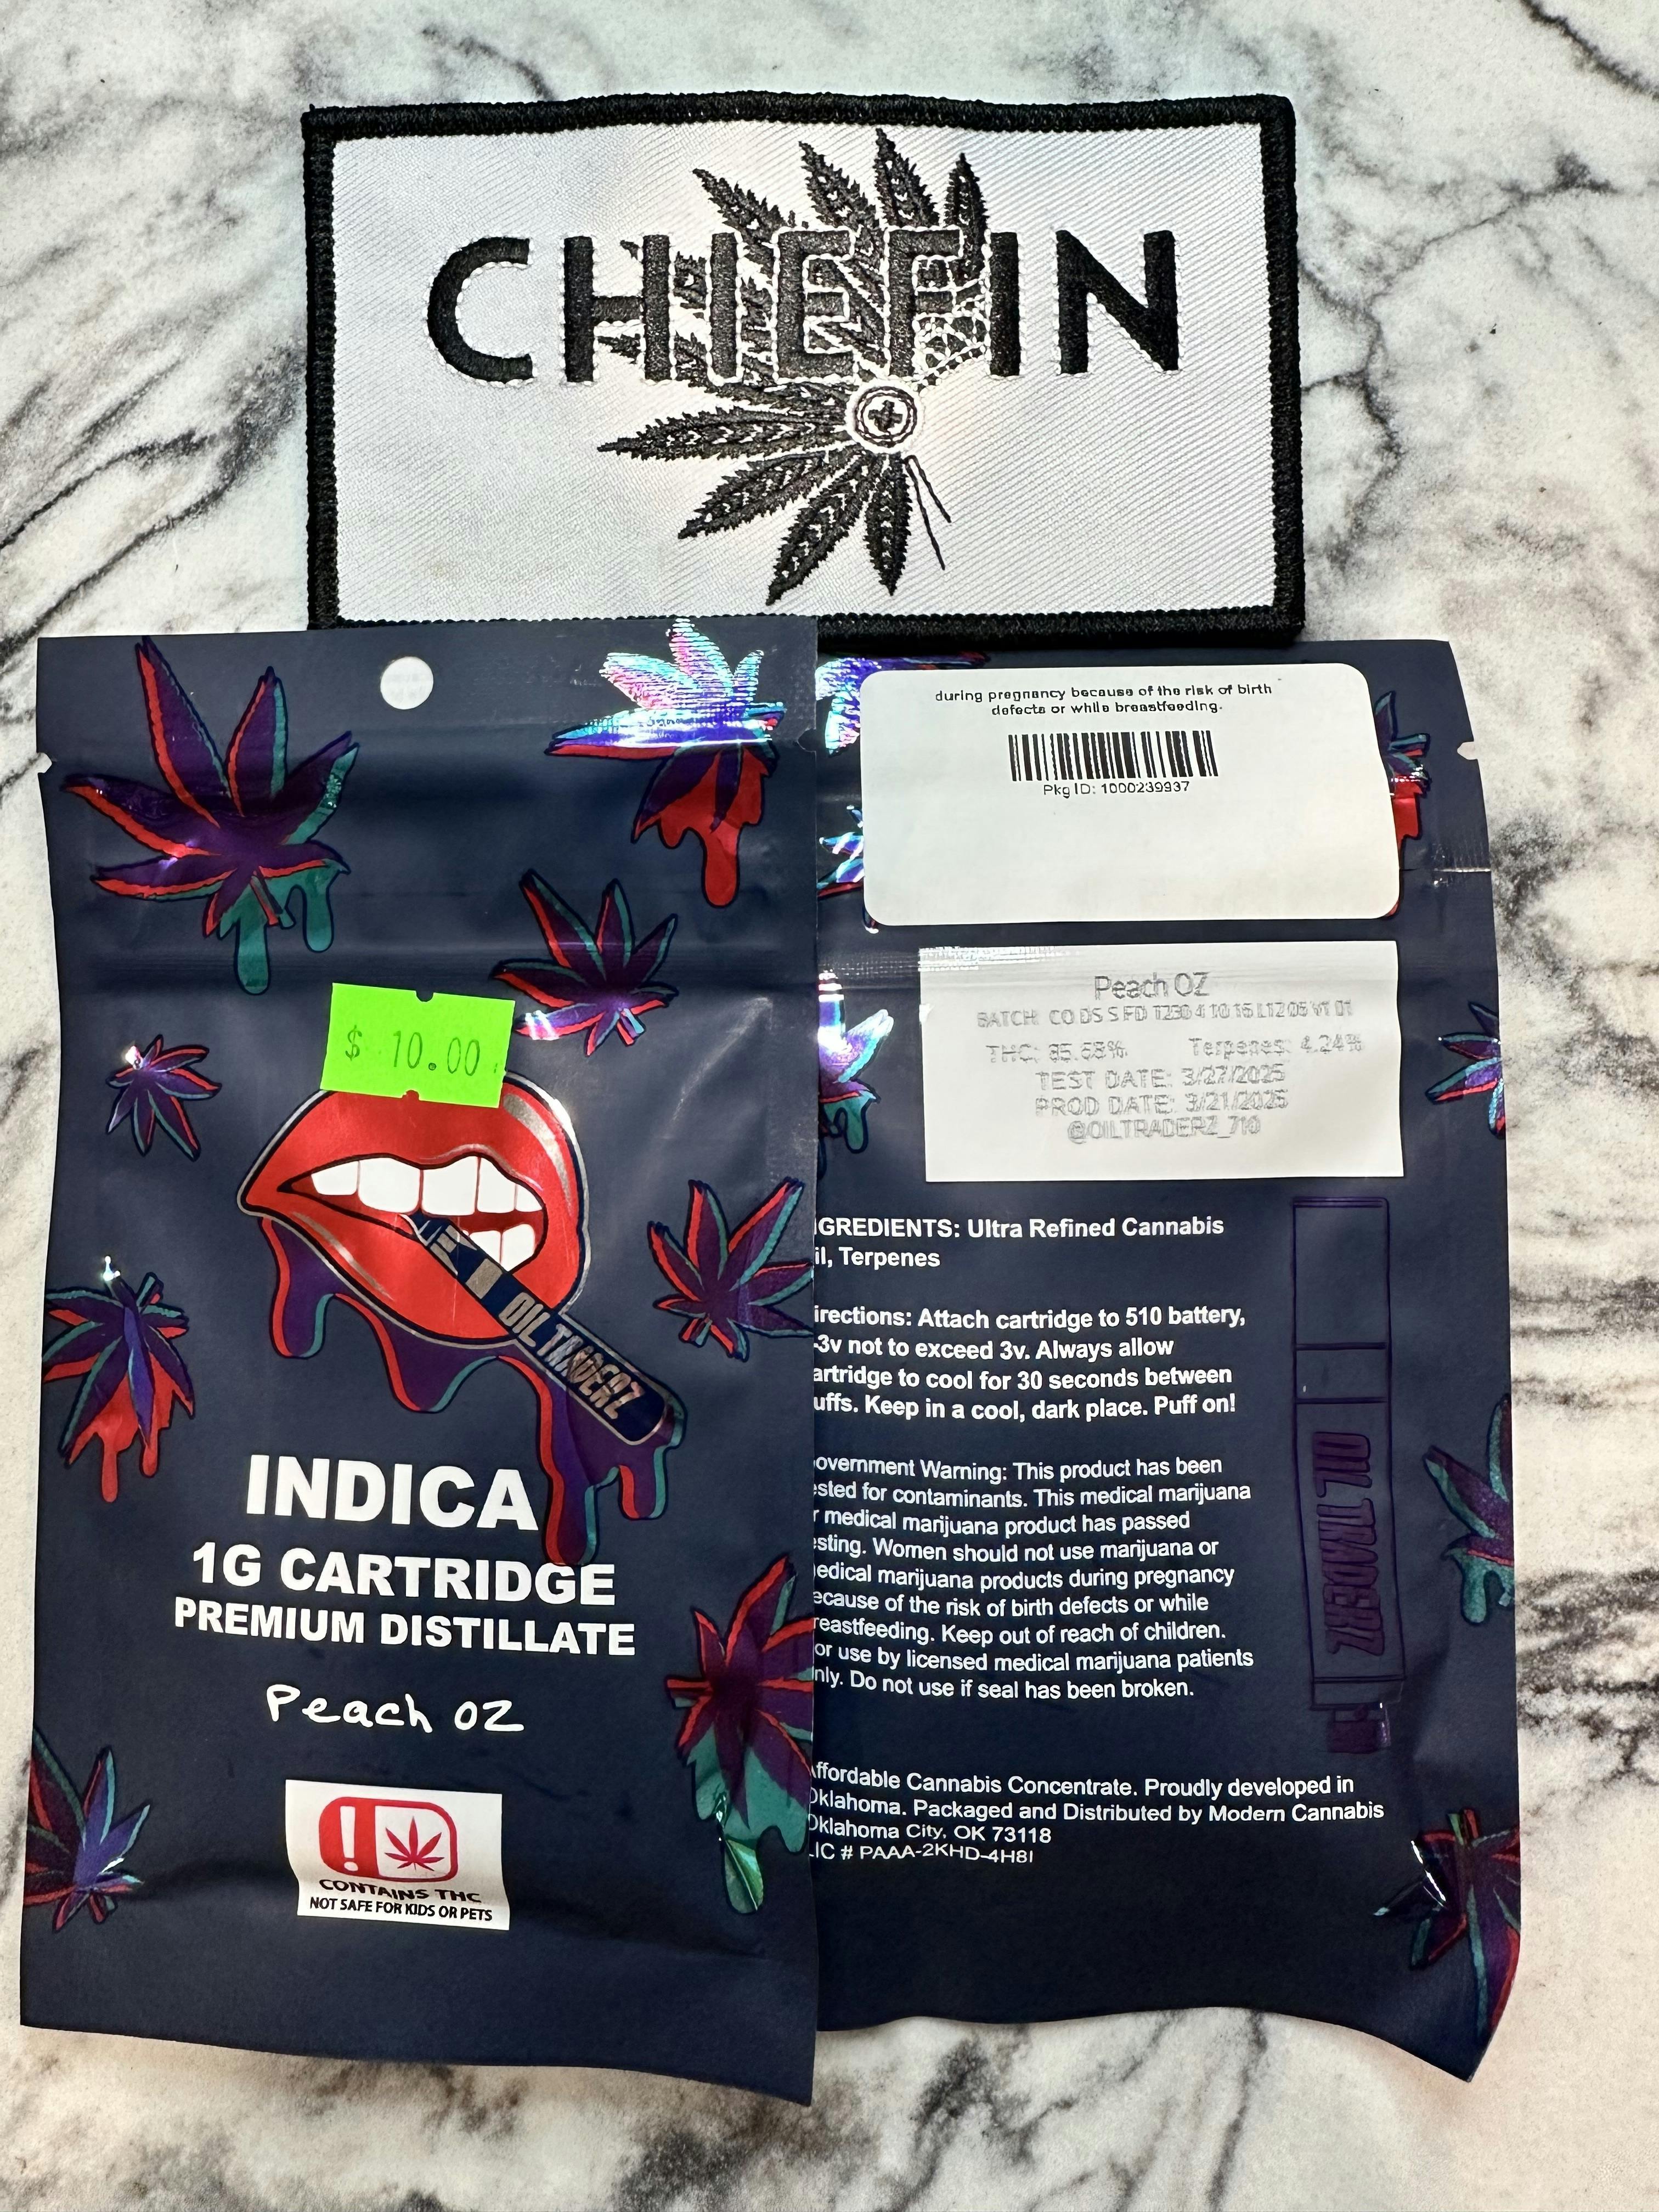 CHIEFIN
$ 10.00
OIL TRADERZ
INDICA
1G CARTRIDGE
PREMIUM DISTILLATE
Peach OZ
!
CONTAINS THC
NOT SAFE FOR KIDS OR PETS
during pregnancy because of the risk of birth
defects or while breastfeeding.
Pkg ID: 1000239937
Peach OZ
BATCH:
THC: 85.68% Terpenes: 4.24%
TEST DATE: 3/27/2025
PROD DATE: 3/21/2025
@OILTRADERZ_710
NGREDIENTS: Ultra Refined Cannabis
il, Terpenes
irections: Attach cartridge to 510 battery,
-3v not to exceed 3v. Always allow
artridge to cool for 30 seconds between
uffs. Keep in a cool, dark place. Puff on!
overnment Warning: This product has been
ested for contaminants. This medical marijuana
r medical marijuana product has passed
esting. Women should not use marijuana or
edical marijuana products during pregnancy
ecause of the risk of birth defects or while
reastfeeding. Keep out of reach of children.
or use by licensed medical marijuana patients
nly. Do not use if seal has been broken.
OIL TRADERZ
Affordable Cannabis Concentrate. Proudly developed in
Oklahoma. Packaged and Distributed by Modern Cannabis
Oklahoma City, OK 73118
LIC # PAAA-2KHD-4H8I